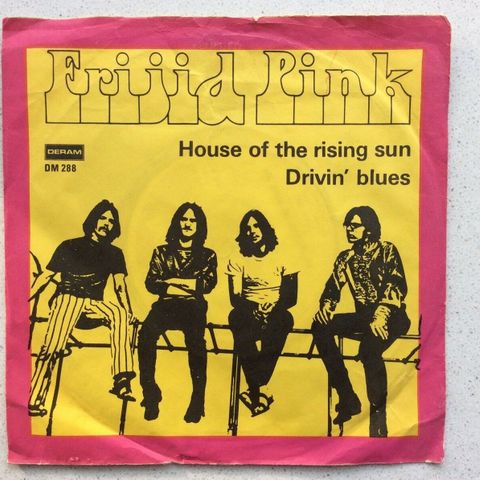 Frijid Pink
DERAM
DM 288
House of the rising sun
Drivin' blues